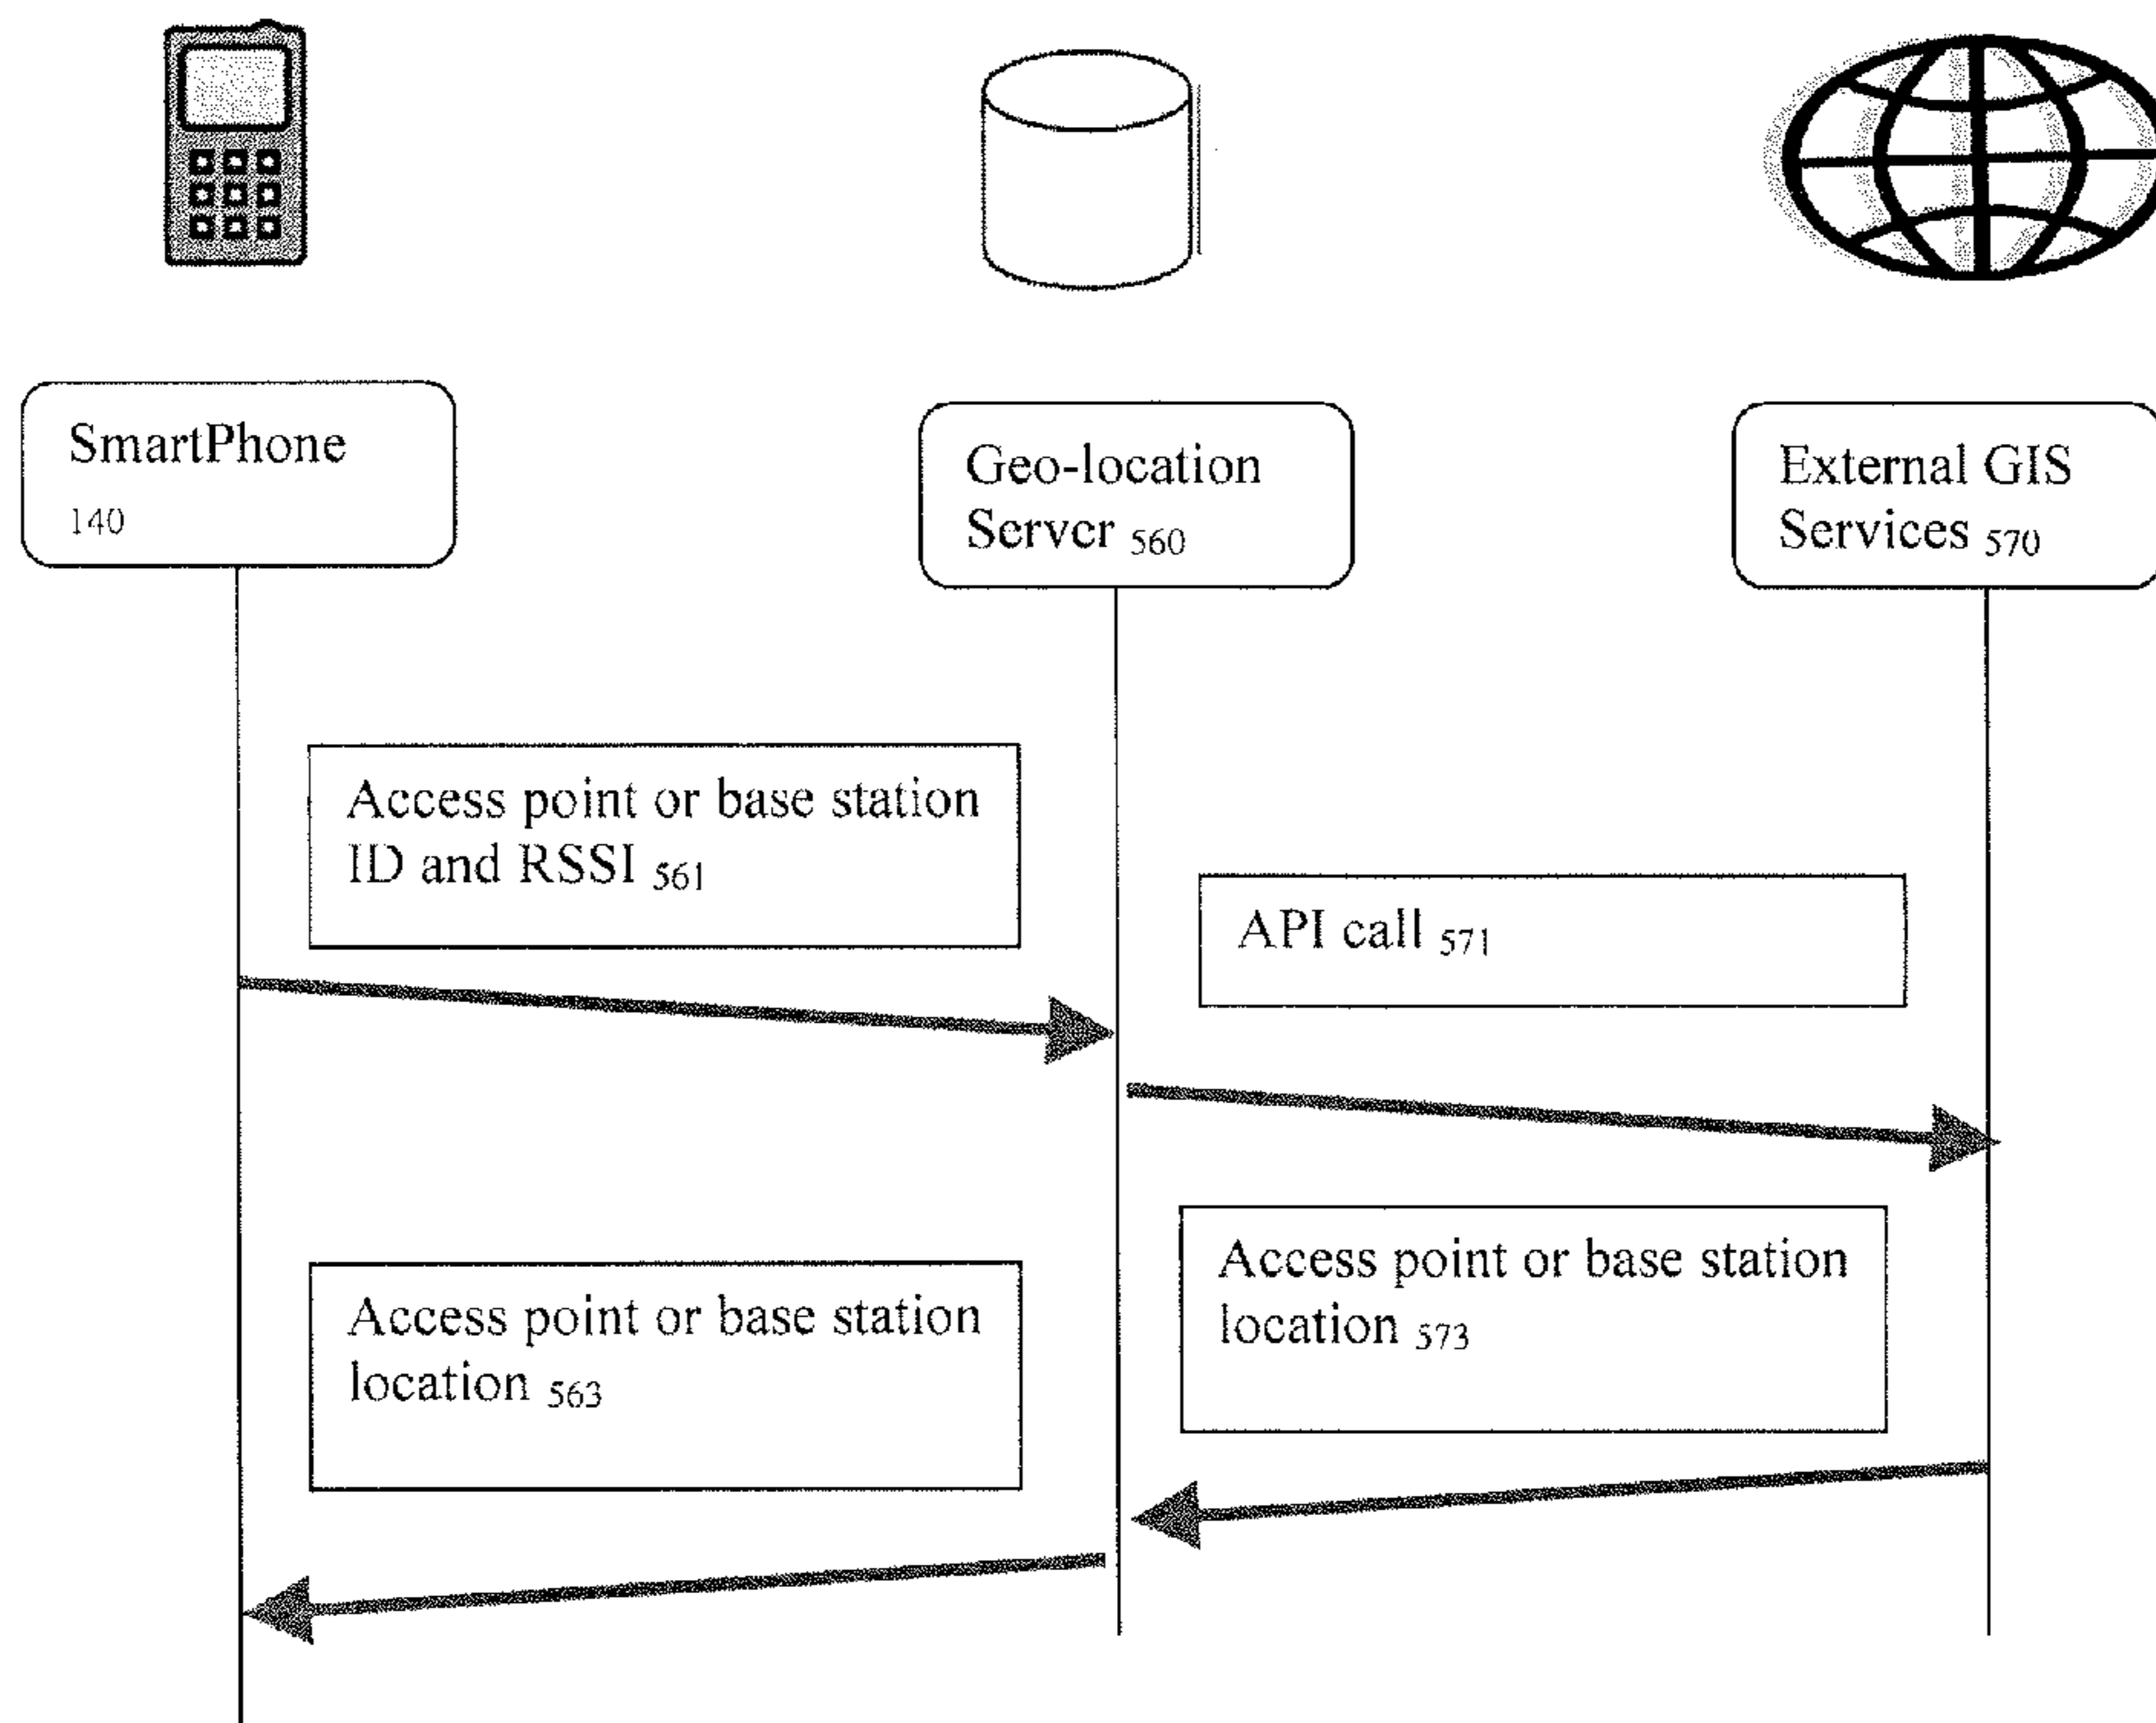 SmartPhone
140
Geo-location
Server 560
External GIS
Services 570
Access point or base station
ID and RSSI 561
API call 571
Access point or base station
location 573
Access point or base station
location 563